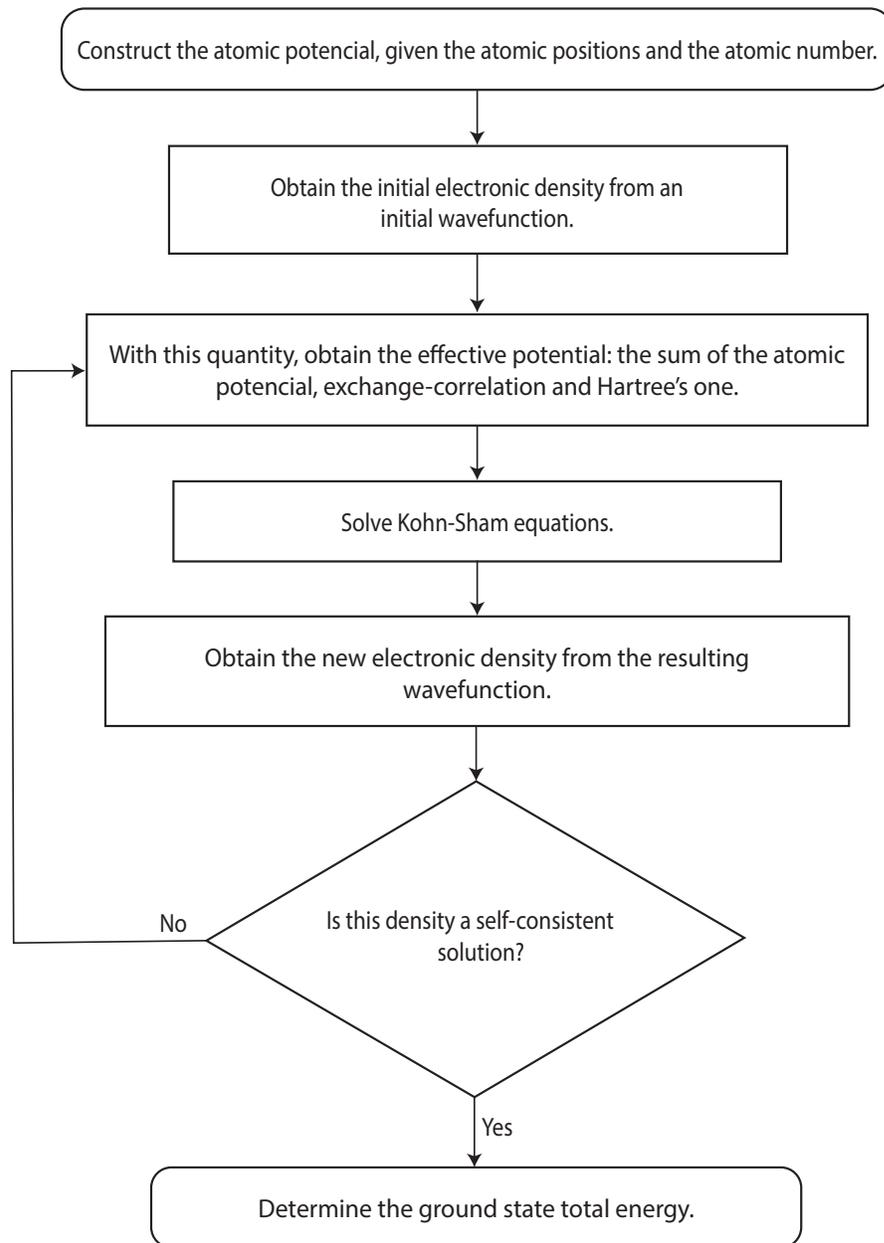 Construct the atomic potencial, given the atomic positions and the atomic number.
Obtain the initial electronic density from an
initial wavefunction.
With this quantity, obtain the effective potential: the sum of the atomic
potencial, exchange-correlation and Hartree’s one.
Solve Kohn-Sham equations.
Obtain the new electronic density from the resulting
wavefunction.
Is this density a self-consistent
solution?
No
Yes
Determine the ground state total energy.